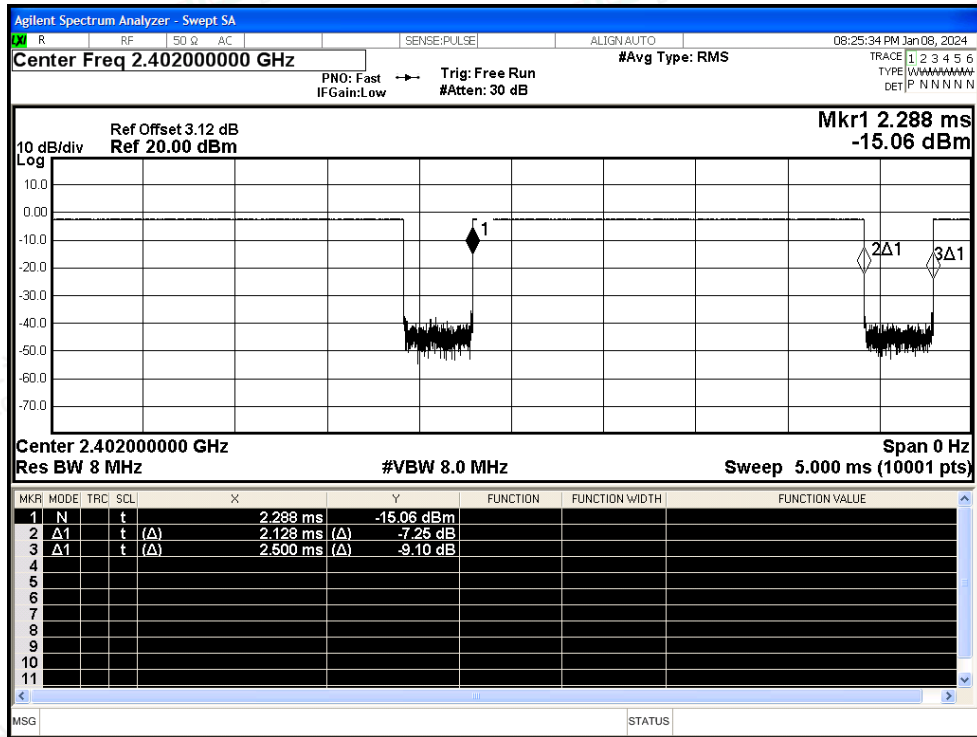 Agilent Spectrum Analyzer - Swept SA
LXI R RF 50 Ω AC SENSE:PULSE ALIGN AUTO 08:25:34 PM Jan 08, 2024
Center Freq 2.402000000 GHz #Avg Type: RMS TRACE 1 2 3 4 5 6
PNO: Fast Trig: Free Run TYPE WWWWWW
IFGain:Low #Atten: 30 dB DET P N N N N N
Mkr1 2.288 ms
Ref Offset 3.12 dB
10 dB/div Ref 20.00 dBm -15.06 dBm
Log
10.0
0.00
1
-10.0
2Δ1 3Δ1
-20.0
-30.0
-40.0
-50.0
-60.0
-70.0
Center 2.402000000 GHz Span 0 Hz
Res BW 8 MHz #VBW 8.0 MHz Sweep 5.000 ms (10001 pts)
MKR MODE TRC SCL X Y FUNCTION FUNCTION WIDTH FUNCTION VALUE
1 N t 2.288 ms -15.06 dBm
2 Δ1 t (Δ) 2.128 ms (Δ) -7.25 dB
3 Δ1 t (Δ) 2.500 ms (Δ) -9.10 dB
4
5
6
7
8
9
10
11
MSG STATUS